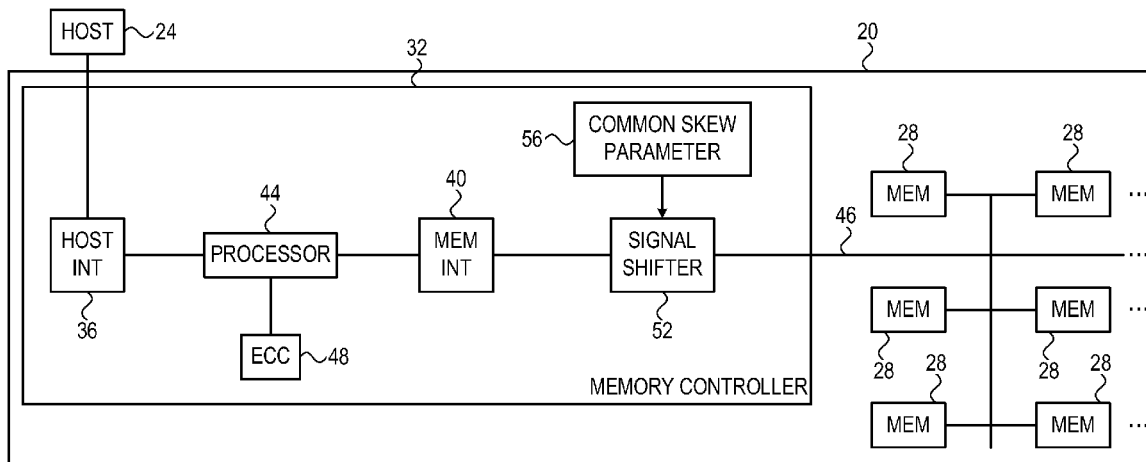 HOST 24
20
32
COMMON SKEW
PARAMETER
56
28 28
MEM MEM ...
44
40
46
HOST
INT
PROCESSOR
MEM
INT
SIGNAL
SHIFTER
...
36
52
MEM MEM ...
28 28
ECC 48
28 28
MEMORY CONTROLLER
MEM MEM ...